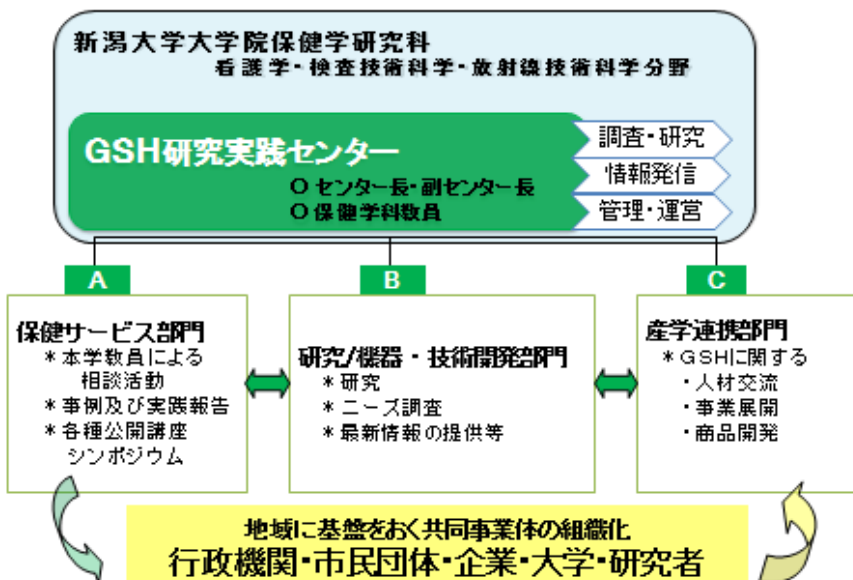 新潟大学大学院保健学研究科
看護学・検査技術科学・放射線技術科学分野
GSH研究実践センター
○ センター長・副センター長
○ 保健学科教員
調査・研究
情報発信
管理・運営
A
保健サービス部門
＊本学教員による
相談活動
＊事例及び実践報告
＊各種公開講座
シンポジウム
B
研究/機器・技術開発部門
＊研究
＊ニーズ調査
＊最新情報の提供等
C
産学連携部門
＊GSHに関する
・人材交流
・事業展開
・商品開発
地域に基盤をおく共同事業体の組織化
行政機関・市民団体・企業・大学・研究者